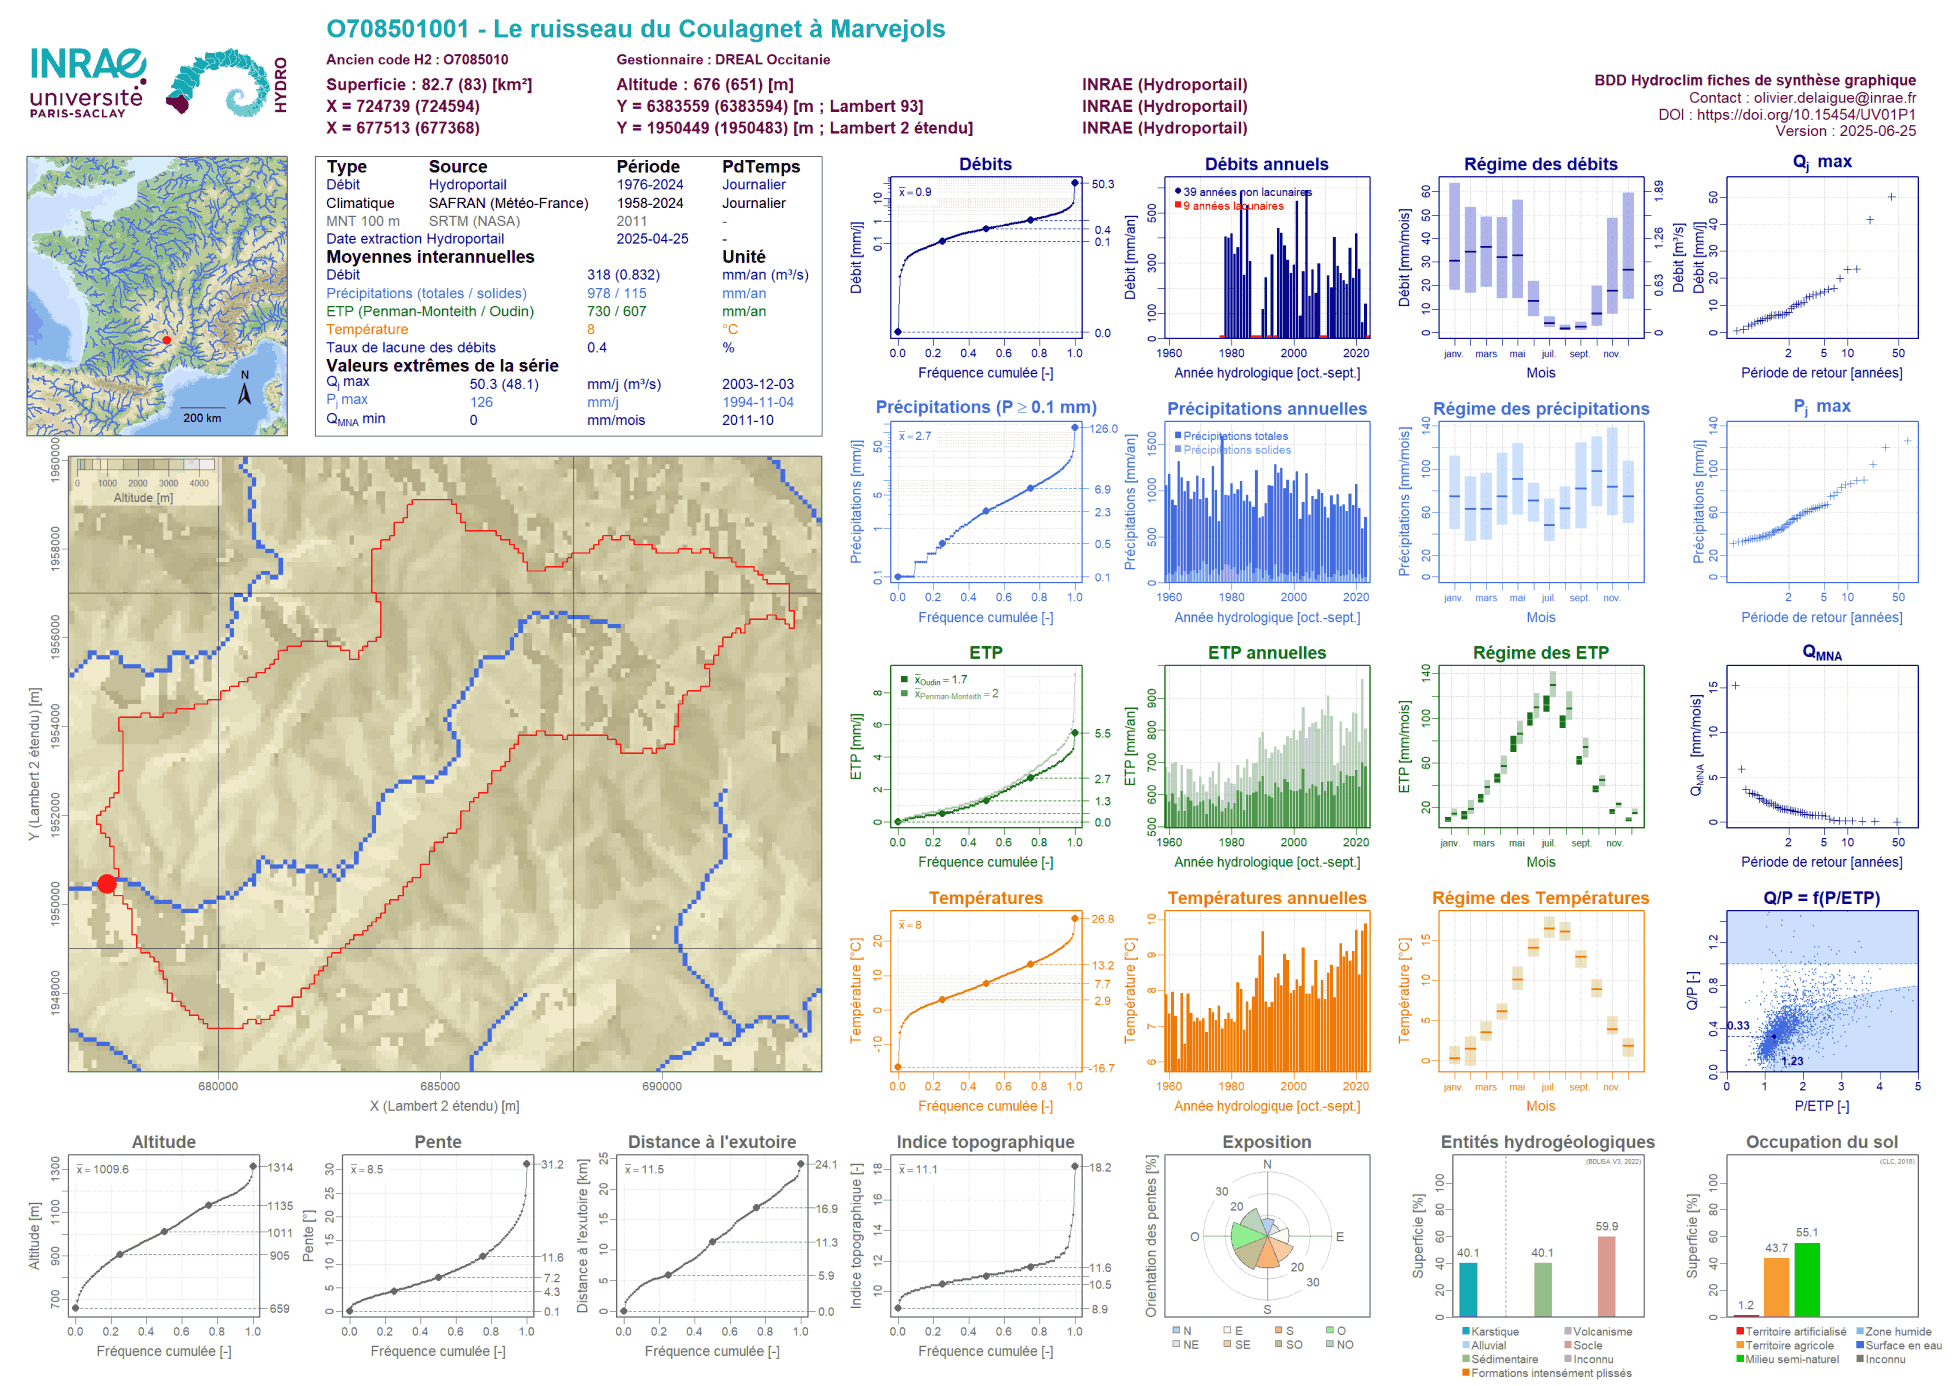 O708501001 - Le ruisseau du Coulagnet à Marvejols
INRAE
université
PARIS-SACLAY
HYDRO
Ancien code H2 : O7085010
Gestionnaire : DREAL Occitanie
Superficie : 82.7 (83) [km²]
Altitude : 676 (651) [m]
INRAE (Hydroportail)
X = 724739 (724594)
Y = 6383559 (6383594) [m ; Lambert 93]
INRAE (Hydroportail)
X = 677513 (677368)
Y = 1950449 (1950483) [m ; Lambert 2 étendu]
INRAE (Hydroportail)
BDD Hydroclim fiches de synthèse graphique
Contact : olivier.delaigue@inrae.fr
DOI : https://doi.org/10.15454/UV01P1
Version : 2025-06-25
N
200 km
Type Source Période PdTemps
Débit Hydroportail 1976-2024 Journalier
Climatique SAFRAN (Météo-France) 1958-2024 Journalier
MNT 100 m SRTM (NASA) 2011 -
Date extraction Hydroportail 2025-04-25 -
Moyennes interannuelles Unité
Débit 318 (0.832) mm/an (m³/s)
Précipitations (totales / solides) 978 / 115 mm/an
ETP (Penman-Monteith / Oudin) 730 / 607 mm/an
Température 8 °C
Taux de lacune des débits 0.4 %
Valeurs extrêmes de la série
Qj max 50.3 (48.1) mm/j (m³/s) 2003-12-03
Pj max 126 mm/j 1994-11-04
QMNA min 0 mm/mois 2011-10
Débits
x̅ = 0.9
Débit [mm/j]
10
1
0.1
50.3
0.4
0.1
0.0
0.0 0.2 0.4 0.6 0.8 1.0
Fréquence cumulée [-]
Débits annuels
39 années non lacunaires
9 années lacunaires
Débit [mm/an]
0 100 300 500
1960 1980 2000 2020
Année hydrologique [oct.-sept.]
Régime des débits
Débit [mm/mois]
0 10 20 30 40 50 60
0 0.63 1.26 1.89
Débit [m³/s]
janv. mars mai juil. sept. nov.
Mois
Qj max
Débit [mm/j]
0 10 20 30 40 50
2 5 10 50
Période de retour [années]
Précipitations (P ≥ 0.1 mm)
x̅ = 2.7
Précipitations [mm/j]
0.1 1 5 50
126.0
6.9
2.3
0.5
0.1
0.0 0.2 0.4 0.6 0.8 1.0
Fréquence cumulée [-]
Précipitations annuelles
Précipitations totales
Précipitations solides
Précipitations [mm/an]
0 500 1000 1500
1960 1980 2000 2020
Année hydrologique [oct.-sept.]
Régime des précipitations
Précipitations [mm/mois]
0 20 60 100 140
janv. mars mai juil. sept. nov.
Mois
Pj max
Précipitations [mm/j]
0 20 60 100 140
2 5 10 50
Période de retour [années]
0 1000 2000 3000 4000
Altitude [m]
Y (Lambert 2 étendu) [m]
1948000 1950000 1952000 1954000 1956000 1958000 1960000
680000 685000 690000
X (Lambert 2 étendu) [m]
ETP
x̅Oudin = 1.7
x̅Penman-Monteith = 2
ETP [mm/j]
0 2 4 6 8
5.5
2.7
1.3
0.0
0.0 0.2 0.4 0.6 0.8 1.0
Fréquence cumulée [-]
ETP annuelles
ETP [mm/an]
500 600 700 800 900
1960 1980 2000 2020
Année hydrologique [oct.-sept.]
Régime des ETP
ETP [mm/mois]
20 60 100 140
janv. mars mai juil. sept. nov.
Mois
QMNA
QMNA [mm/mois]
0 5 10 15
2 5 10 50
Période de retour [années]
Températures
x̅ = 8
Température [°C]
-10 0 10 20
26.8
13.2
7.7
2.9
-16.7
0.0 0.2 0.4 0.6 0.8 1.0
Fréquence cumulée [-]
Températures annuelles
Température [°C]
6 7 8 9 10
1960 1980 2000 2020
Année hydrologique [oct.-sept.]
Régime des Températures
Température [°C]
0 5 10 15
janv. mars mai juil. sept. nov.
Mois
Q/P = f(P/ETP)
Q/P [-]
0.0 0.4 0.8 1.2
0.33
1.23
0 1 2 3 4 5
P/ETP [-]
Altitude
x̅ = 1009.6
Altitude [m]
700 900 1100 1300
1314
1135
1011
905
659
0.0 0.2 0.4 0.6 0.8 1.0
Fréquence cumulée [-]
Pente
x̅ = 8.5
Pente [°]
0 5 10 15 20 25 30
31.2
11.6
7.2
4.3
0.1
0.0 0.2 0.4 0.6 0.8 1.0
Fréquence cumulée [-]
Distance à l'exutoire
x̅ = 11.5
Distance à l'exutoire [km]
0 5 10 15 20 25
24.1
16.9
11.3
5.9
0.0
0.0 0.2 0.4 0.6 0.8 1.0
Fréquence cumulée [-]
Indice topographique
x̅ = 11.1
Indice topographique [-]
10 12 14 16 18
18.2
11.6
10.5
8.9
0.0 0.2 0.4 0.6 0.8 1.0
Fréquence cumulée [-]
Exposition
Orientation des pentes [%]
N
O
E
S
30
20
20
30
N E S O
NE SE SO NO
Entités hydrogéologiques
(BDLISA V3, 2022)
Superficie [%]
0 20 40 60 80 100
40.1
40.1
59.9
Karstique Volcanisme
Alluvial Socle
Sédimentaire Inconnu
Formations intensément plissés
Occupation du sol
(CLC, 2018)
Superficie [%]
0 20 40 60 80 100
1.2
43.7
55.1
Territoire artificialisé Zone humide
Territoire agricole Surface en eau
Milieu semi-naturel Inconnu